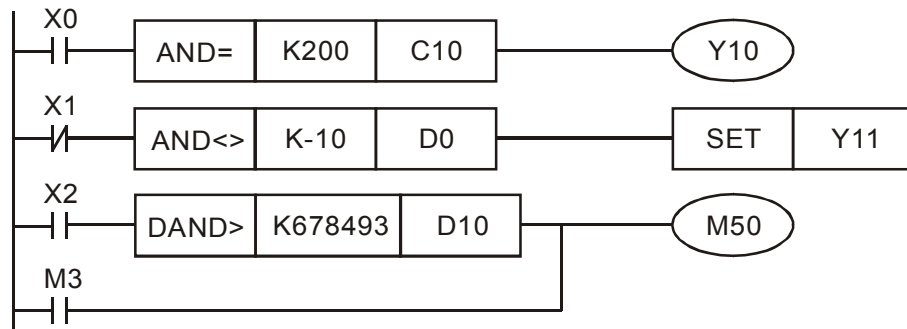 X0
AND= K200 C10 Y10
X1
AND<> K-10 D0 SET Y11
X2
DAND> K678493 D10 M50
M3